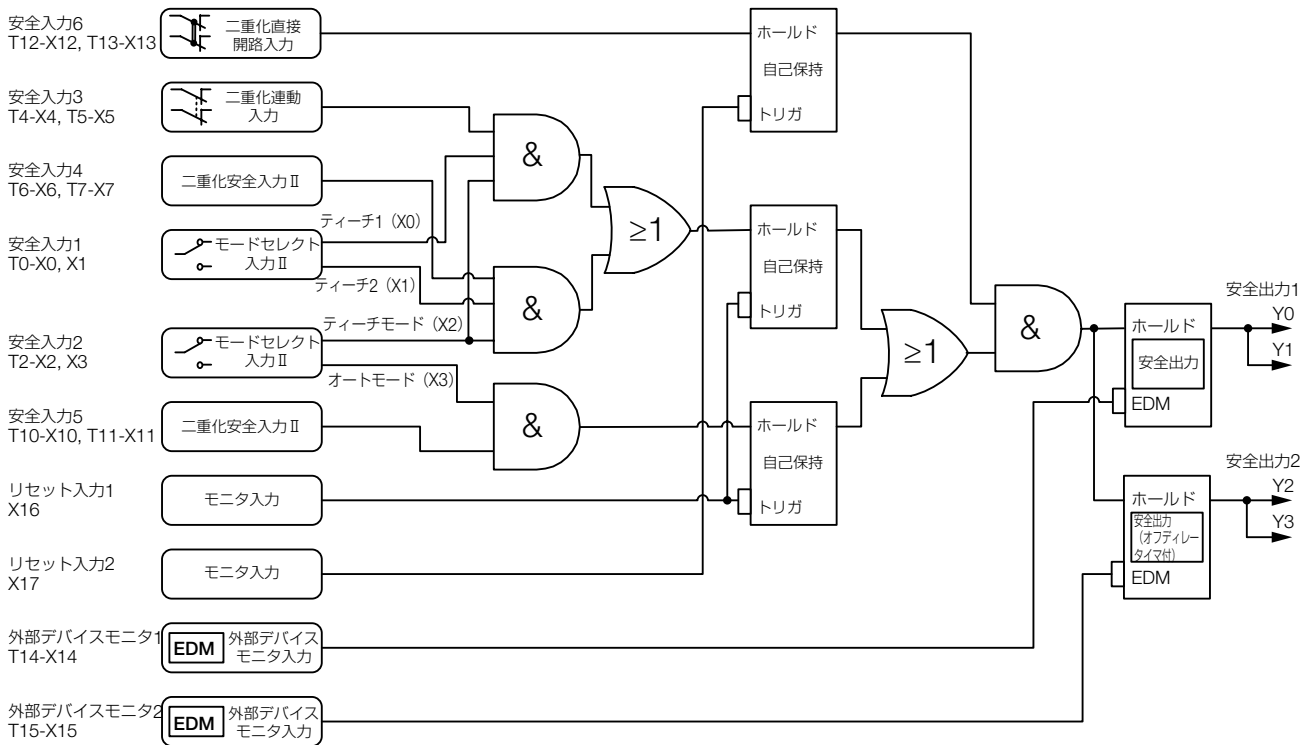 安全入力6
T12-X12, T13-X13
二重化直接
開路入力
安全入力3
T4-X4, T5-X5
二重化連動
入力
安全入力4
T6-X6, T7-X7
二重化安全入力Ⅱ
安全入力1
T0-X0, X1
モードセレクト
入力Ⅱ
ティーチ1（X0）
ティーチ2（X1）
安全入力2
T2-X2, X3
モードセレクト
入力Ⅱ
ティーチモード（X2）
オートモード（X3）
安全入力5
T10-X10, T11-X11
二重化安全入力Ⅱ
リセット入力1
X16
モニタ入力
リセット入力2
X17
モニタ入力
外部デバイスモニタ1
T14-X14
EDM
外部デバイス
モニタ入力
外部デバイスモニタ2
T15-X15
EDM
外部デバイス
モニタ入力
&
&
&
≥1
ホールド
自己保持
トリガ
ホールド
自己保持
トリガ
ホールド
自己保持
トリガ
≥1
&
安全出力1
ホールド
安全出力
EDM
Y0
Y1
安全出力2
ホールド
安全出力
（オフディレー
タイマ付）
EDM
Y2
Y3